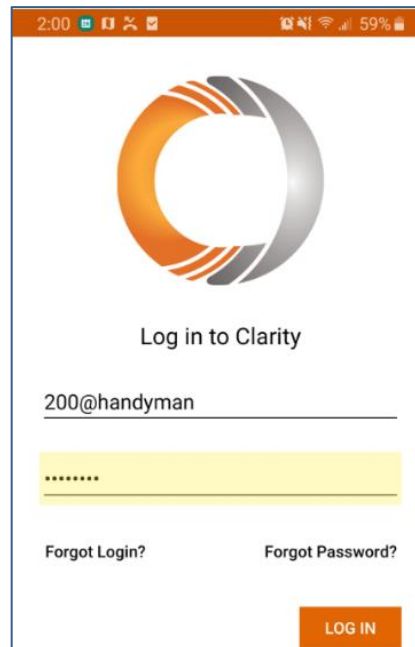 2:00 59%
Log in to Clarity
200@handyman
••••••••
Forgot Login? Forgot Password?
LOG IN